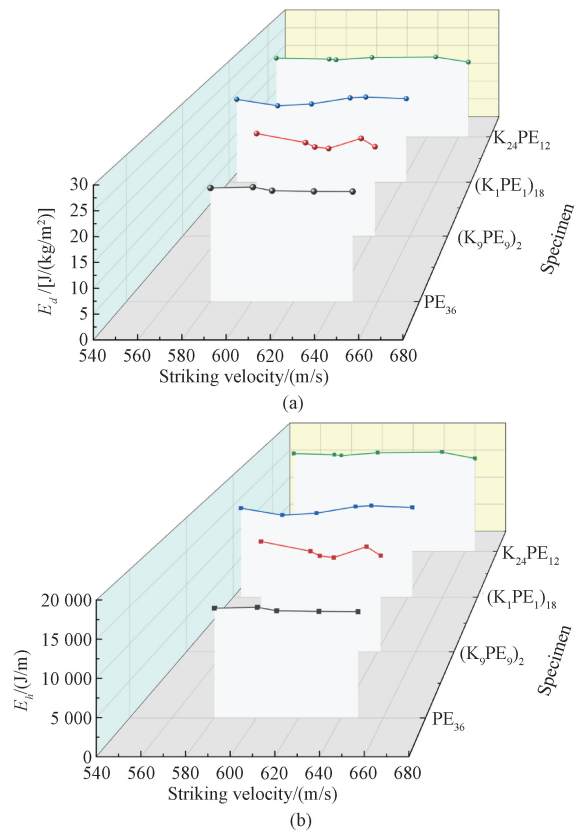 30
25
20
15
10
5
0
E_d/[J/(kg/m²)]
540 560 580 600 620 640 660 680
Striking velocity/(m/s)
K₂₄PE₁₂
(K₁PE₁)₁₈
(K₉PE₉)₂
PE₃₆
Specimen
(a)
20 000
15 000
10 000
5 000
0
E_h/(J/m)
540 560 580 600 620 640 660 680
Striking velocity/(m/s)
K₂₄PE₁₂
(K₁PE₁)₁₈
(K₉PE₉)₂
PE₃₆
Specimen
(b)